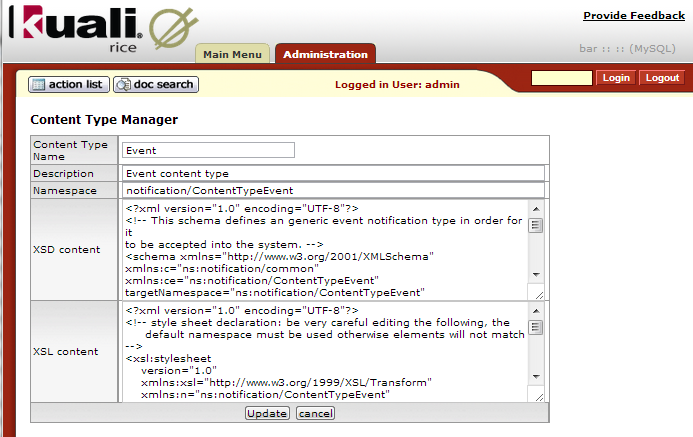 Kuali
rice
Provide Feedback
Main Menu
Administration
bar :: :: (MySQL)
action list
doc search
Logged in User: admin
Login
Logout
Content Type Manager
Content Type
Name
Event
Description
Event content type
Namespace
notification/ContentTypeEvent
XSD content
<?xml version="1.0" encoding="UTF-8"?>
<!-- This schema defines an generic event notification type in order for
it
to be accepted into the system. -->
<schema xmlns="http://www.w3.org/2001/XMLSchema"
xmlns:c="ns:notification/common"
xmlns:ce="ns:notification/ContentTypeEvent"
targetNamespace="ns:notification/ContentTypeEvent"
XSL content
<?xml version="1.0" encoding="UTF-8"?>
<!-- style sheet declaration: be very careful editing the following, the
default namespace must be used otherwise elements will not match
-->
<xsl:stylesheet
version="1.0"
xmlns:xsl="http://www.w3.org/1999/XSL/Transform"
xmlns:n="ns:notification/ContentTypeEvent"
Update
cancel